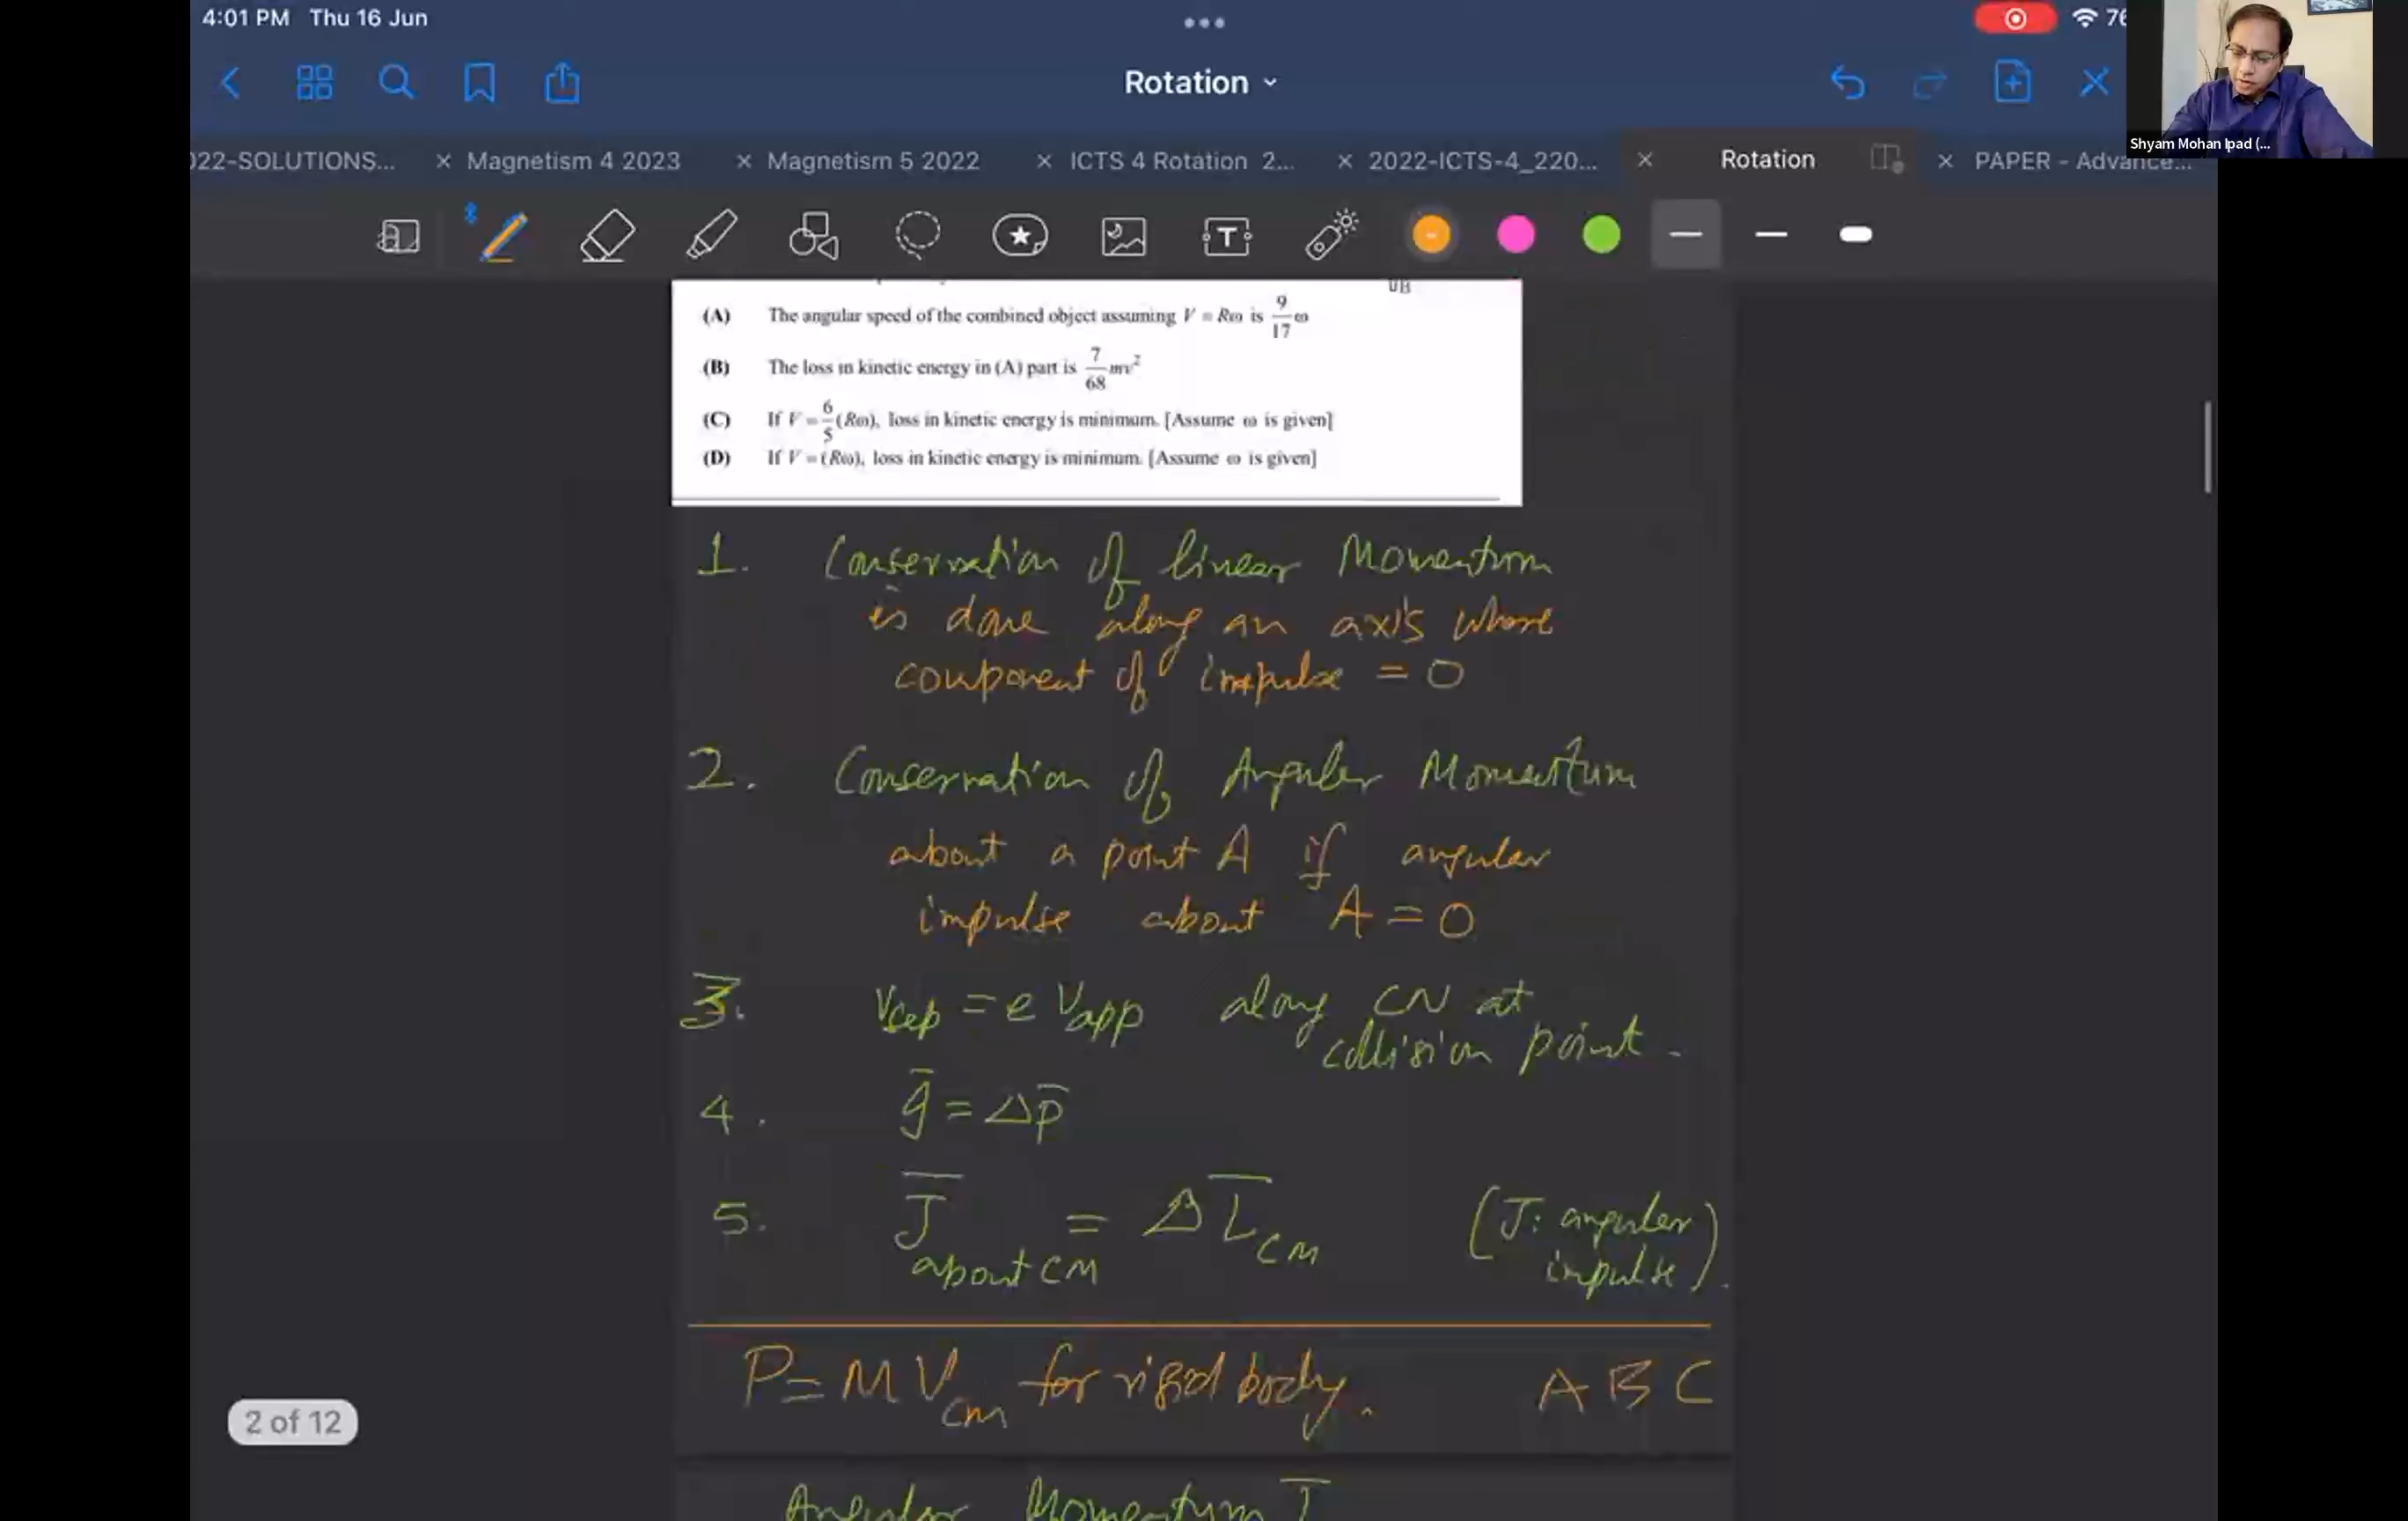 4:01 PM Thu 16 Jun
76
Rotation
022-SOLUTIONS...
Magnetism 4 2023
Magnetism 5 2022
ICTS 4 Rotation 2...
2022-ICTS-4_220...
Rotation
PAPER - Advance...
Shyam Mohan Ipad (...
(A) The angular speed of the combined object assuming V = Rω is 9/17 ω
(B) The loss in kinetic energy in (A) part is 7/68 mv²
(C) If V = 6/5 (Rω), loss in kinetic energy is minimum. [Assume ω is given]
(D) If V = (Rω), loss in kinetic energy is minimum. [Assume ω is given]
1. Conservation of linear Momentum
is done along an axis where
component of impulse = 0
2. Conservation of Angular Momentum
about a point A if angular
impulse about A = 0
3. Vsep = e Vapp along CN at
collision point.
4. g̅ = Δp̅
5. J̅ about CM = ΔL̅CM (J: angular
impulse).
P = M Vcm for rigid body. A B C
2 of 12
Angular Momentum